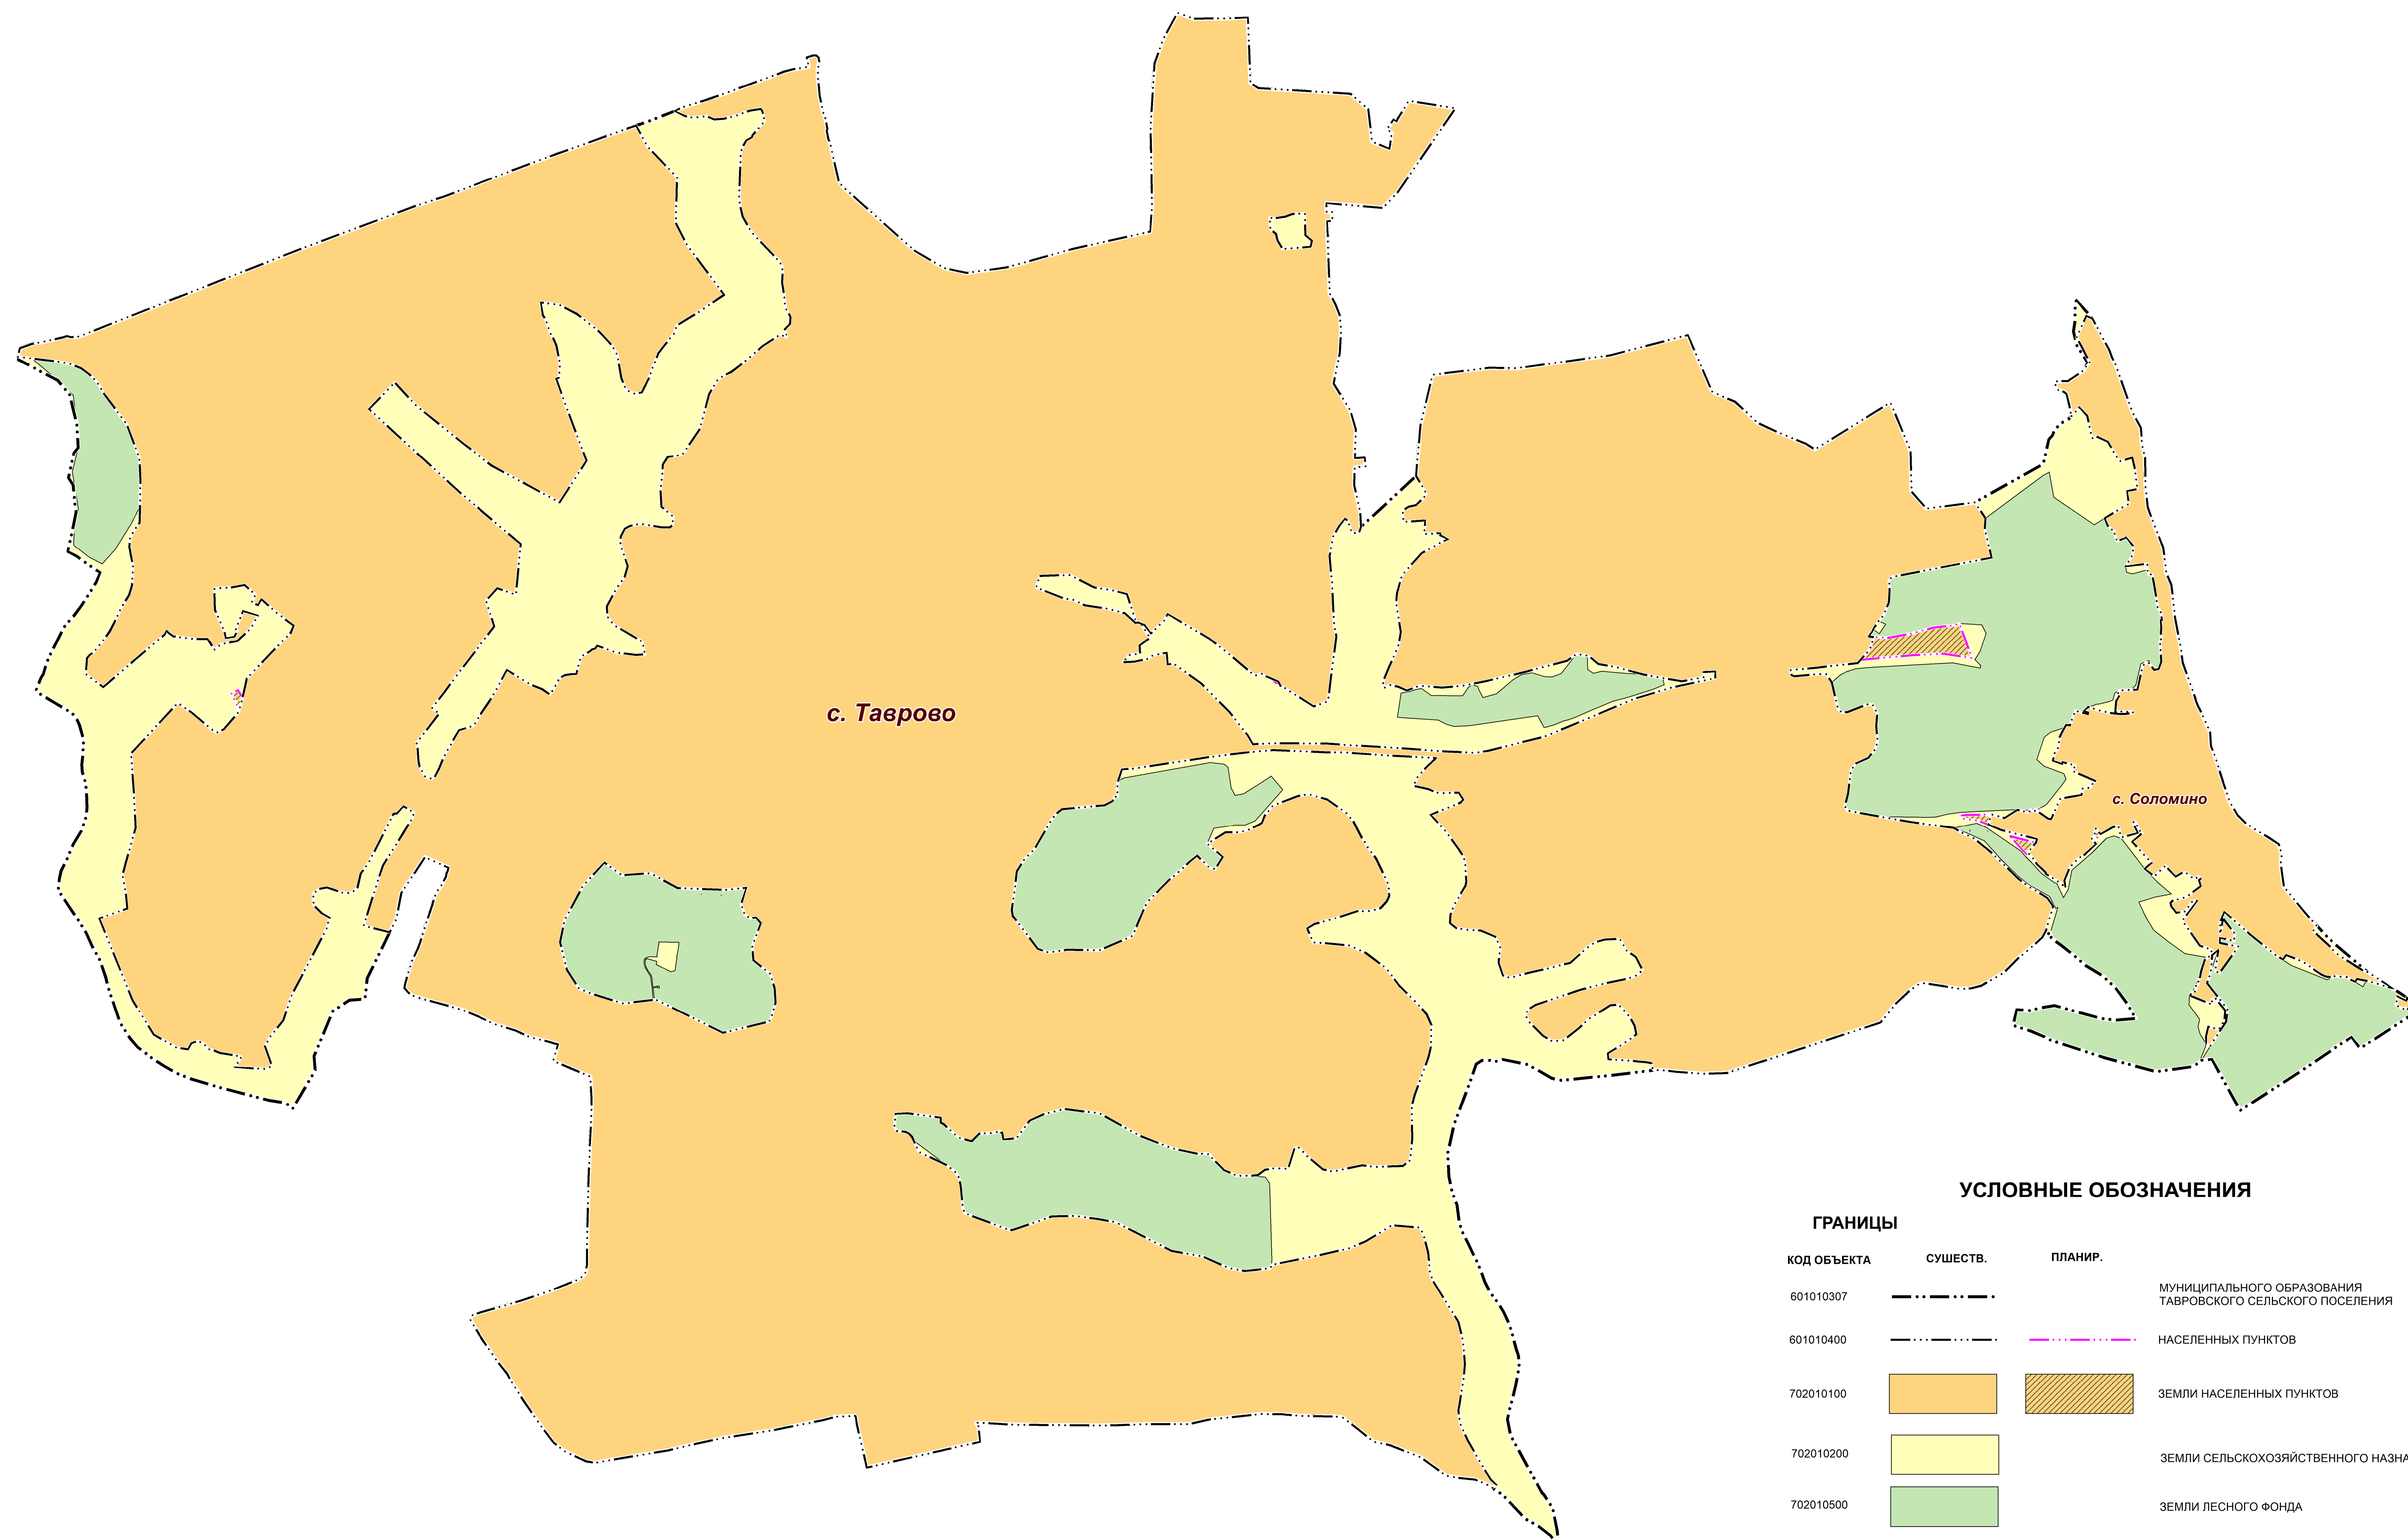 с. Таврово
с. Соломино
УСЛОВНЫЕ ОБОЗНАЧЕНИЯ
ГРАНИЦЫ
КОД ОБЪЕКТА СУШЕСТВ. ПЛАНИР.
601010307 МУНИЦИПАЛЬНОГО ОБРАЗОВАНИЯ
ТАВРОВСКОГО СЕЛЬСКОГО ПОСЕЛЕНИЯ
601010400 НАСЕЛЕННЫХ ПУНКТОВ
702010100 ЗЕМЛИ НАСЕЛЕННЫХ ПУНКТОВ
702010200 ЗЕМЛИ СЕЛЬСКОХОЗЯЙСТВЕННОГО НАЗНА
702010500 ЗЕМЛИ ЛЕСНОГО ФОНДА